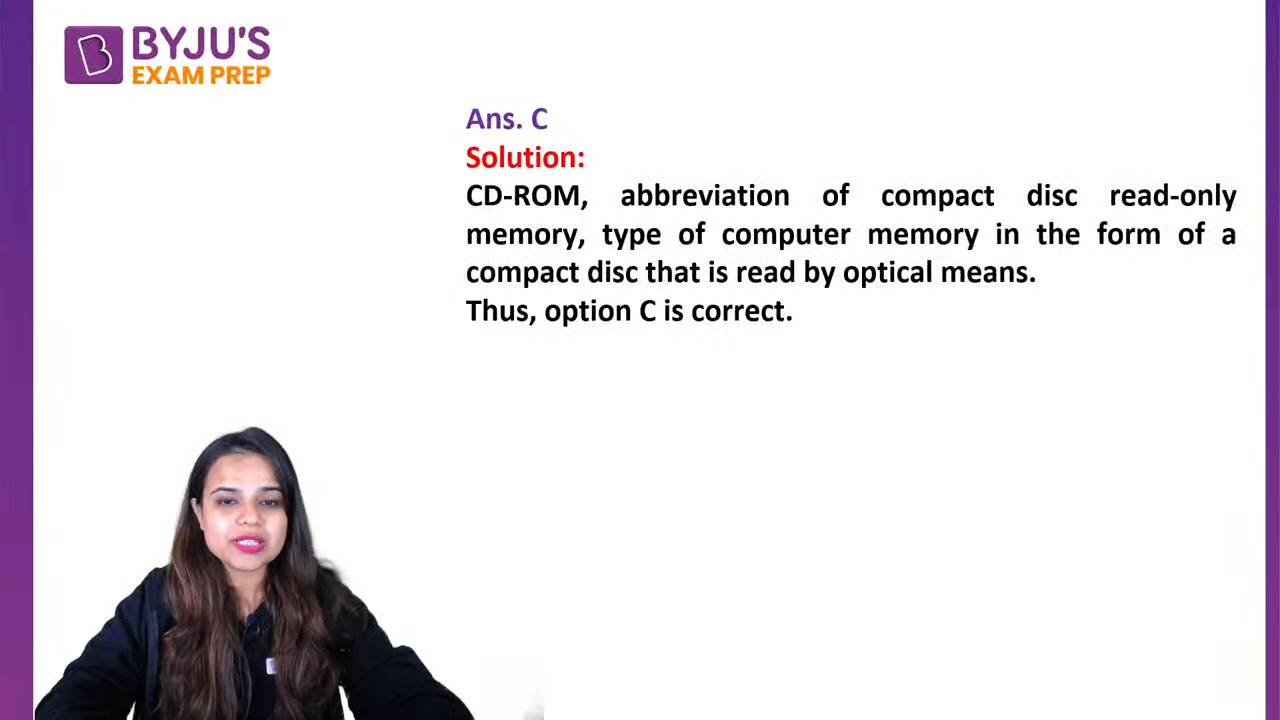 BYJU'S
EXAM PREP
Ans. C
Solution:
CD-ROM, abbreviation of compact disc read-only
memory, type of computer memory in the form of a
compact disc that is read by optical means.
Thus, option C is correct.